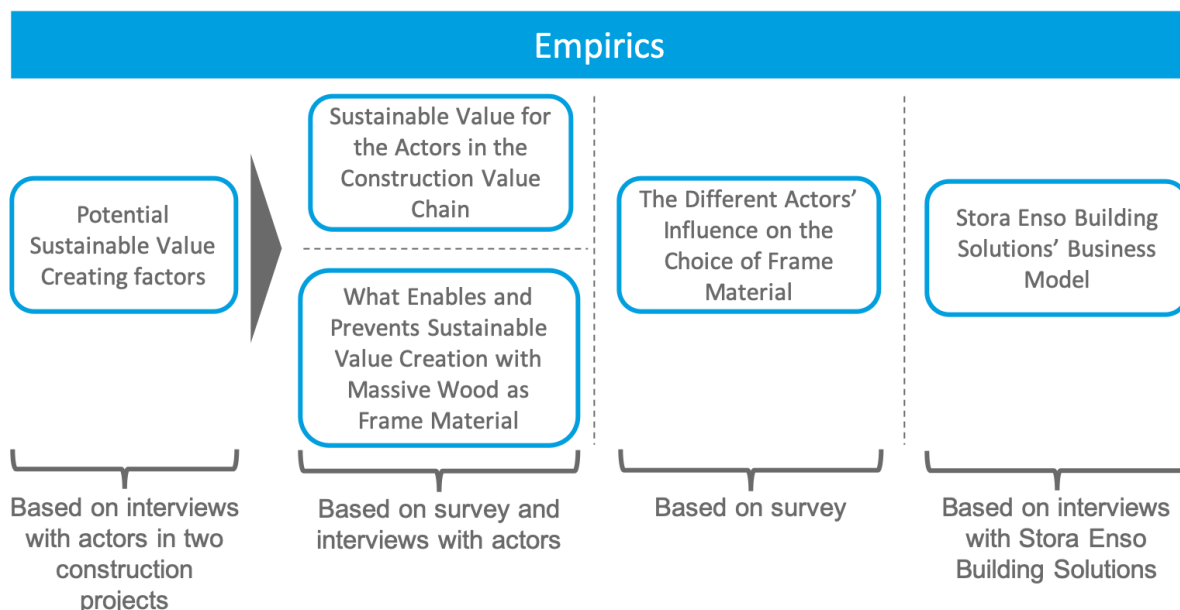 Empirics
Potential
Sustainable Value
Creating factors
Sustainable Value for
the Actors in the
Construction Value
Chain
What Enables and
Prevents Sustainable
Value Creation with
Massive Wood as
Frame Material
The Different Actors’
Influence on the
Choice of Frame
Material
Stora Enso Building
Solutions’ Business
Model
Based on interviews
with actors in two
construction
projects
Based on survey and
interviews with actors
Based on survey
Based on interviews
with Stora Enso
Building Solutions